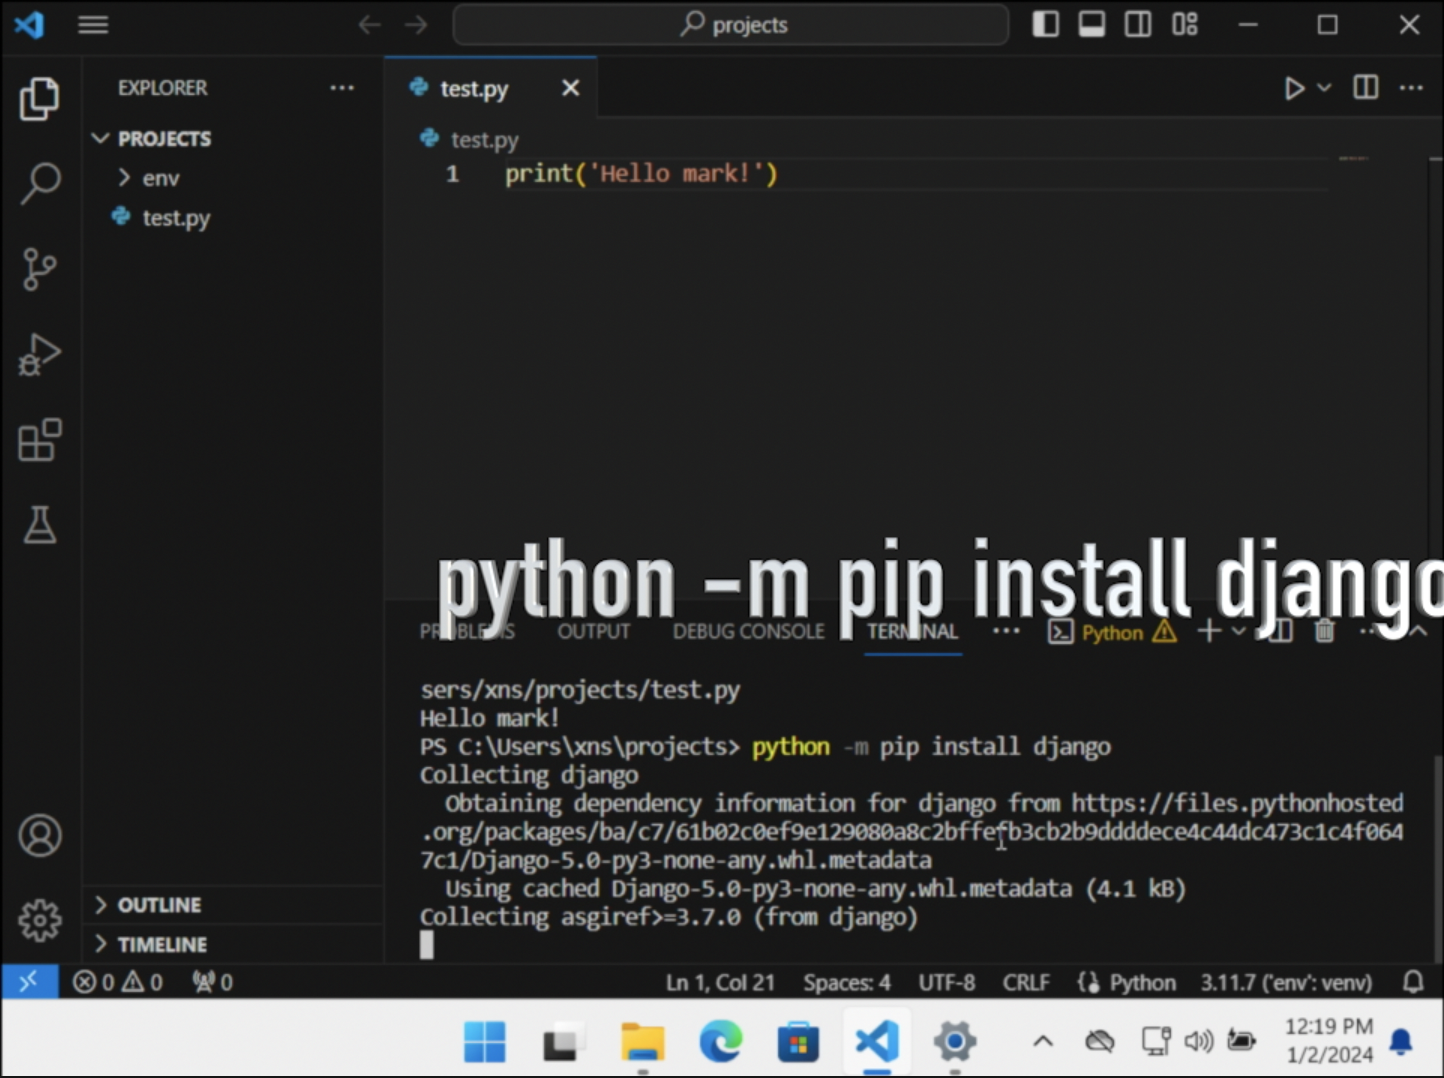 projects
EXPLORER
test.py
PROJECTS
test.py
1 print('Hello mark!')
env
test.py
python -m pip install django
PROBLEMS OUTPUT DEBUG CONSOLE TERMINAL Python
sers/xns/projects/test.py
Hello mark!
PS C:\Users\xns\projects> python -m pip install django
Collecting django
Obtaining dependency information for django from https://files.pythonhosted
.org/packages/ba/c7/61b02c0ef9e129080a8c2bffefb3cb2b9ddddece4c44dc473c1c4f064
7c1/Django-5.0-py3-none-any.whl.metadata
Using cached Django-5.0-py3-none-any.whl.metadata (4.1 kB)
Collecting asgiref>=3.7.0 (from django)
OUTLINE
TIMELINE
0 0 0 Ln 1, Col 21 Spaces: 4 UTF-8 CRLF Python 3.11.7 ('env': venv)
12:19 PM
1/2/2024